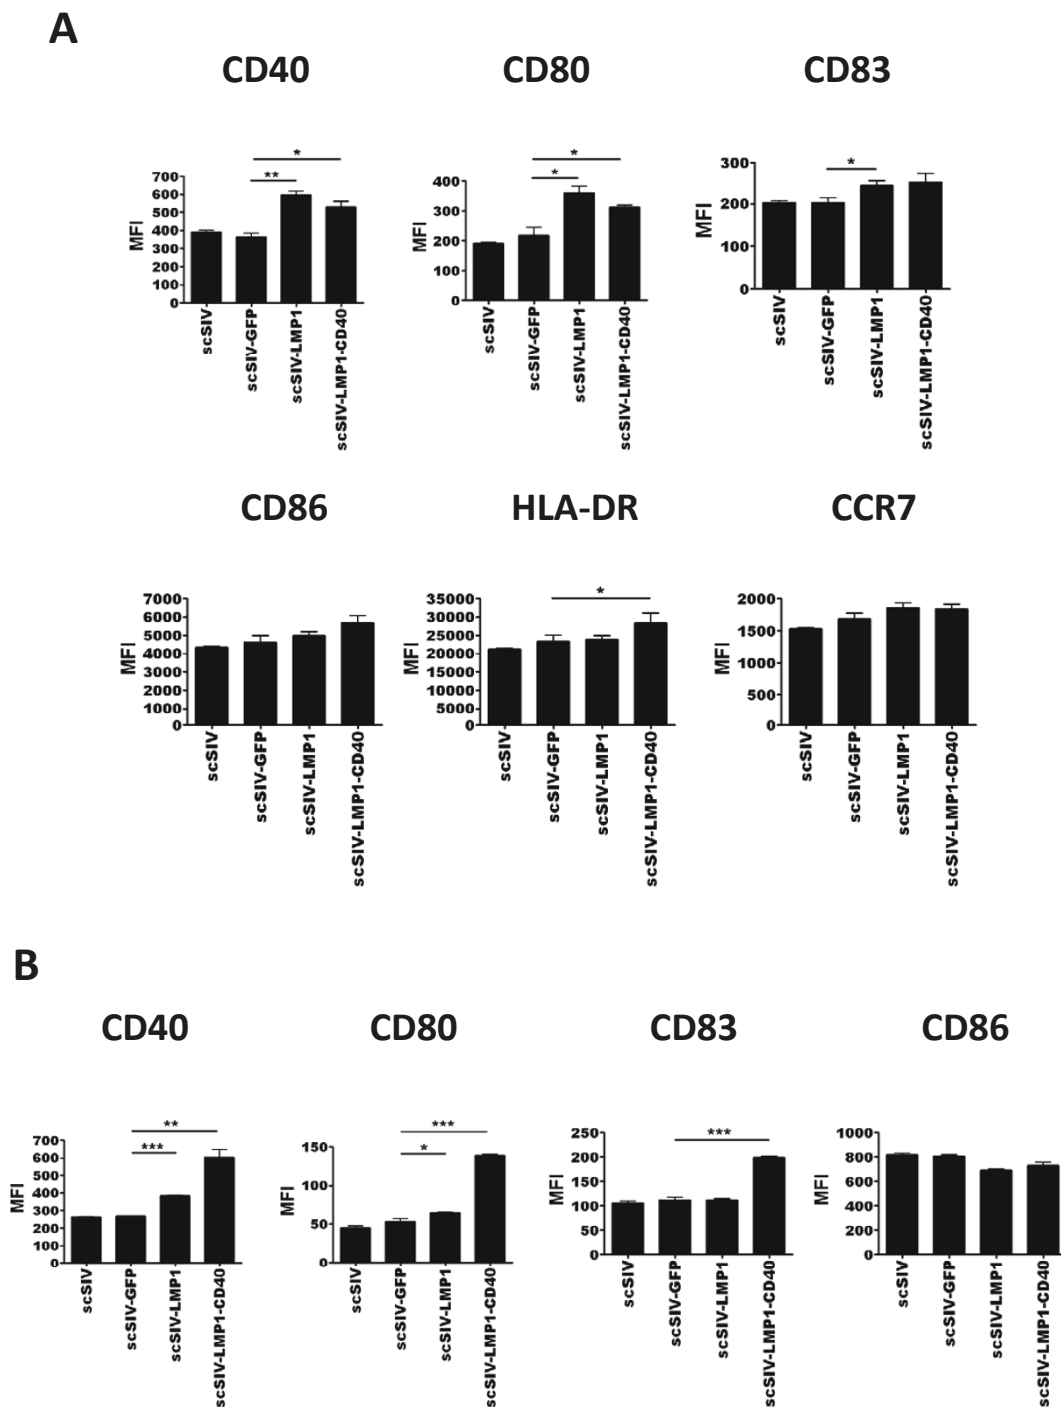 A
CD40 CD80 CD83
* * *
** *
700 400 300
600
500 300 200
400
300 200
200 100 100
100
0 0 0
MFI MFI MFI
scSIV scSIV-GFP scSIV-LMP1 scSIV-LMP1-CD40
scSIV scSIV-GFP scSIV-LMP1 scSIV-LMP1-CD40
scSIV scSIV-GFP scSIV-LMP1 scSIV-LMP1-CD40
CD86 HLA-DR CCR7
*
7000 35000 2000
6000 30000
5000 25000 1500
4000 20000
3000 15000 1000
2000 10000
1000 5000 500
0 0 0
MFI MFI MFI
scSIV scSIV-GFP scSIV-LMP1 scSIV-LMP1-CD40
scSIV scSIV-GFP scSIV-LMP1 scSIV-LMP1-CD40
scSIV scSIV-GFP scSIV-LMP1 scSIV-LMP1-CD40
B
CD40 CD80 CD83 CD86
** *** ***
*** *
700 150 250 1000
600
500 100 200 800
400 150 600
300 50 100 400
200
100 50 200
0 0 0 0
MFI MFI MFI MFI
scSIV scSIV-GFP scSIV-LMP1 scSIV-LMP1-CD40
scSIV scSIV-GFP scSIV-LMP1 scSIV-LMP1-CD40
scSIV scSIV-GFP scSIV-LMP1 scSIV-LMP1-CD40
scSIV scSIV-GFP scSIV-LMP1 scSIV-LMP1-CD40